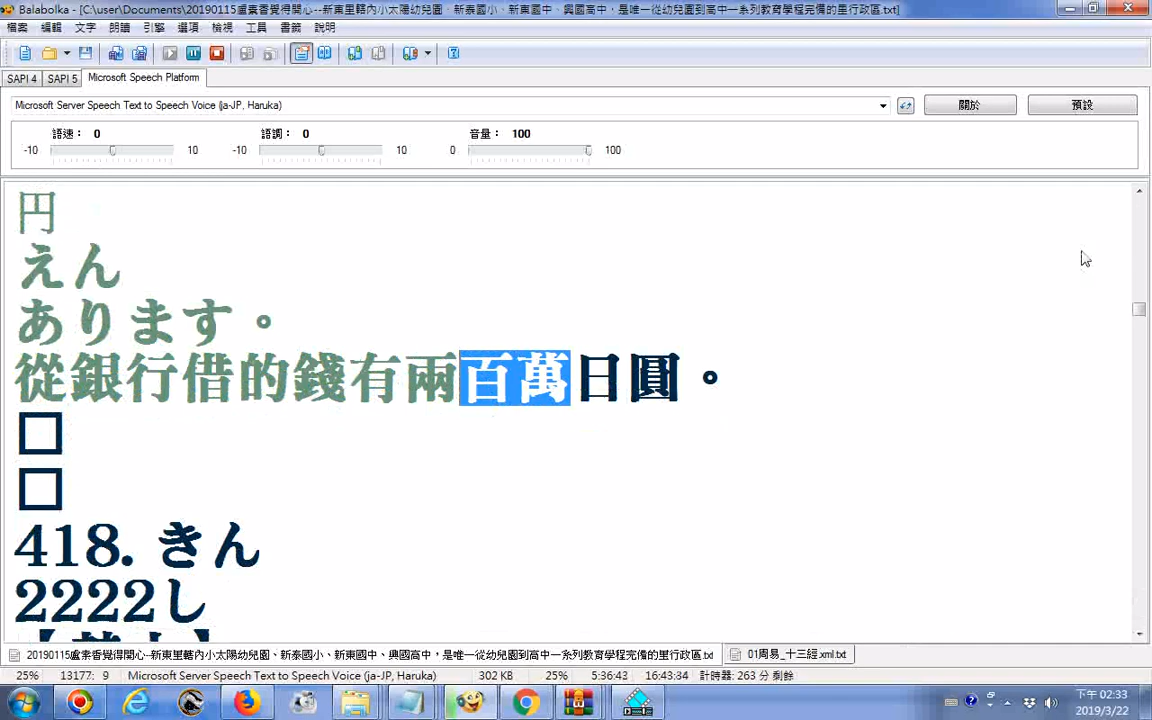 Balabolka - [C:\user\Documents\20190115盧素香覺得開心--新東里轄內小太陽幼兒園、新泰國小、新東國中、興國高中，是唯一從幼兒園到高中一系列教育學程完備的里行政區.txt]
檔案 編輯 文字 朗讀 引擎 選項 檢視 工具 書籤 說明
SAPI 4 SAPI 5 Microsoft Speech Platform
Microsoft Server Speech Text to Speech Voice (ja-JP, Haruka) 關於 預設
語速： 0 語調： 0 音量： 100
-10 10 -10 10 0 100
円
えん
あります。
從銀行借的錢有兩百萬日圓。
□
□
418. きん
2222し
20190115盧素香覺得開心--新東里轄內小太陽幼兒園、新泰國小、新東國中、興國高中，是唯一從幼兒園到高中一系列教育學程完備的里行政區.txt 01周易_十三經.xml.txt
25% 13177: 9 Microsoft Server Speech Text to Speech Voice (ja-JP, Haruka) 302 KB 25% 5:36:43 16:43:34 計時器: 263 分 剩餘
下午 02:33
2019/3/22